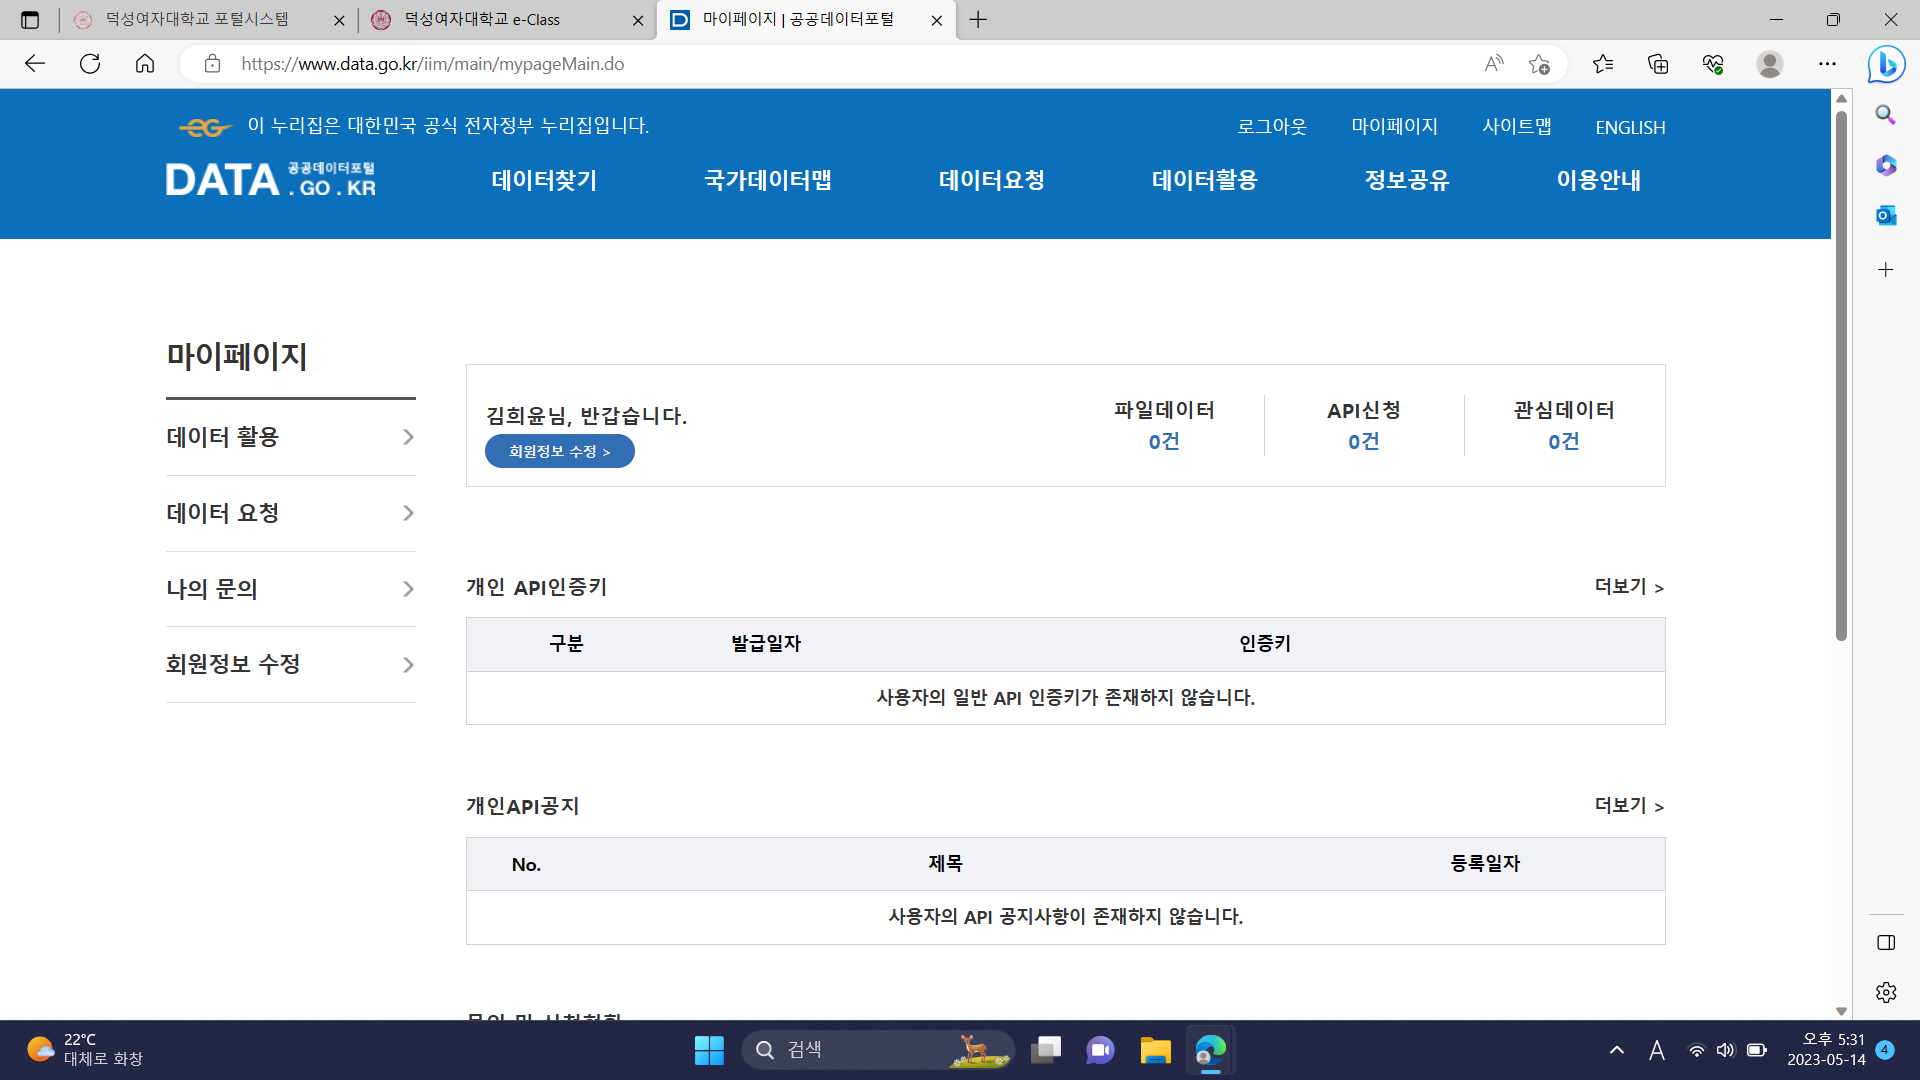 덕성여자대학교 포털시스템
덕성여자대학교 e-Class
마이페이지 | 공공데이터포털
https://www.data.go.kr/iim/main/mypageMain.do
이 누리집은 대한민국 공식 전자정부 누리집입니다.
로그아웃 마이페이지 사이트맵 ENGLISH
DATA 공공데이터포털 .GO.KR
데이터찾기 국가데이터맵 데이터요청 데이터활용 정보공유 이용안내
마이페이지
데이터 활용
데이터 요청
나의 문의
회원정보 수정
김희윤님, 반갑습니다.
회원정보 수정 >
파일데이터 API신청 관심데이터
0건 0건 0건
개인 API인증키 더보기 >
구분 발급일자 인증키
사용자의 일반 API 인증키가 존재하지 않습니다.
개인API공지 더보기 >
No. 제목 등록일자
사용자의 API 공지사항이 존재하지 않습니다.
22°C
대체로 화창
검색
A
오후 5:31
2023-05-14
4